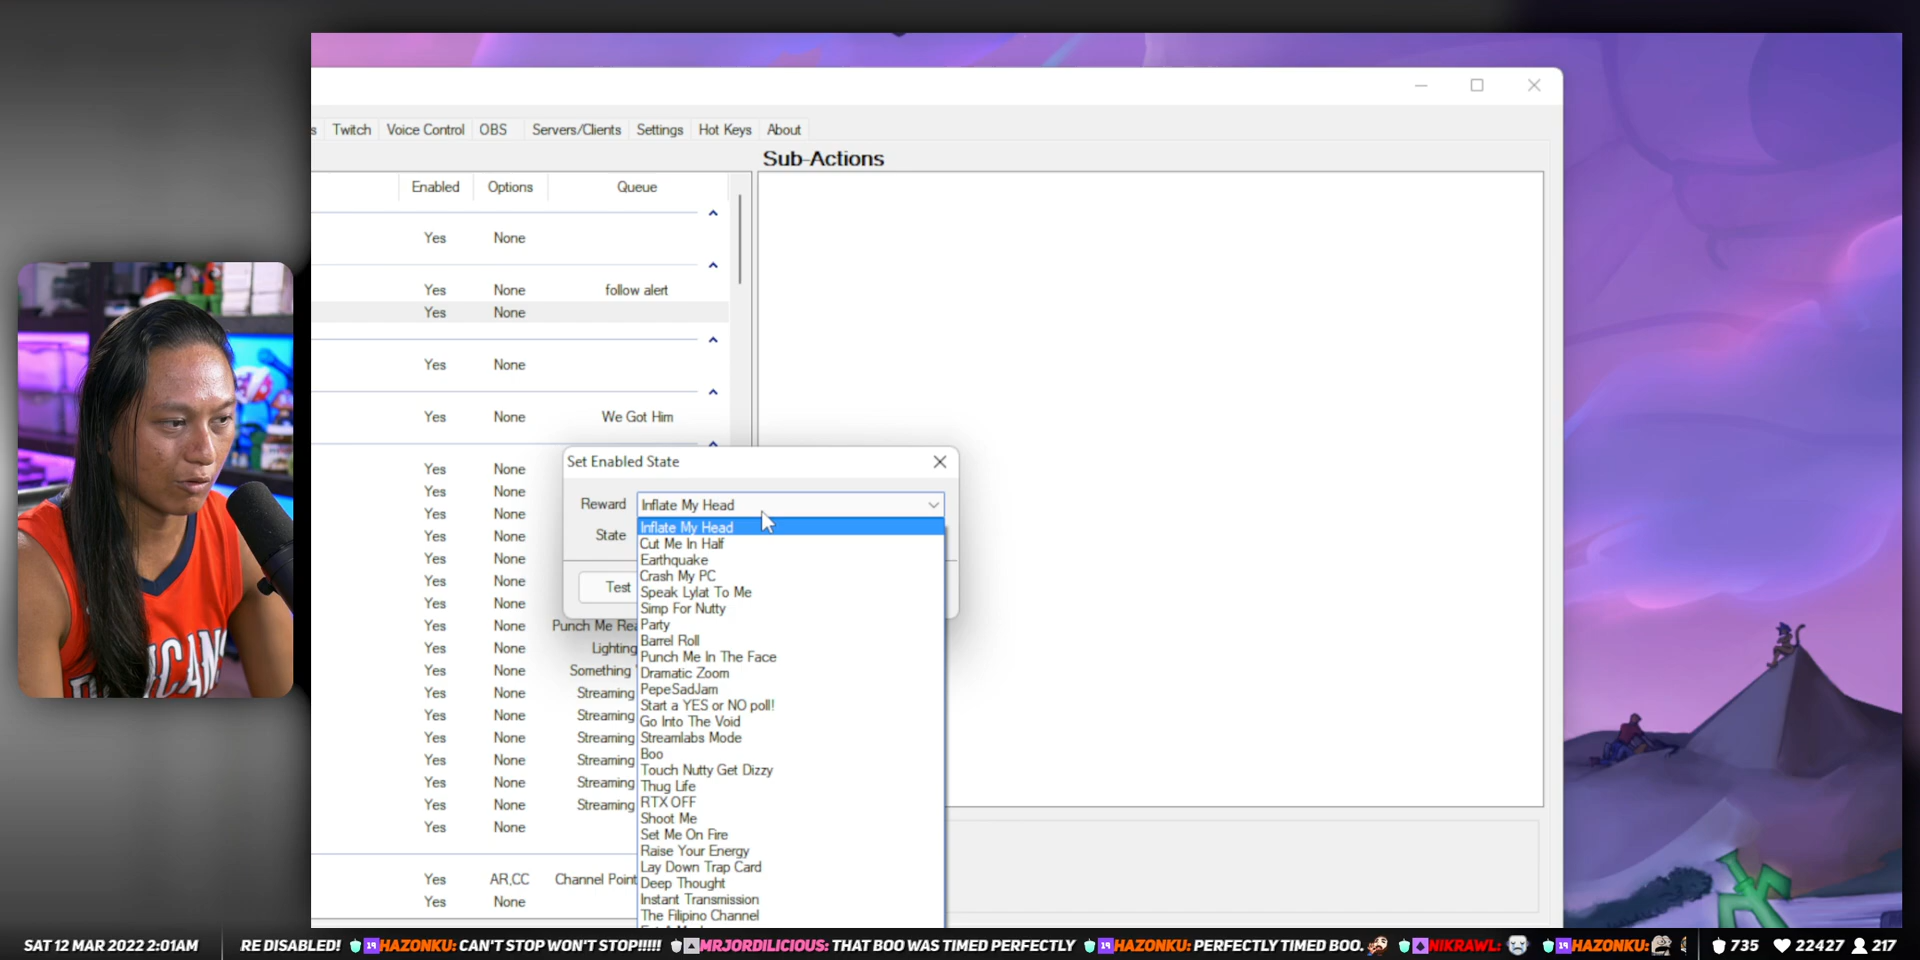 s Twitch Voice Control OBS Servers/Clients Settings Hot Keys About
Sub-Actions
Enabled Options Queue
Yes None
Yes None follow alert
Yes None
Yes None
Yes None We Got Him
Yes None
Yes None
Yes None
Yes None
Yes None
Yes None
Yes None
Yes None Punch Me Rea
Yes None Lighting
Yes None Something
Yes None Streaming
Yes None Streaming
Yes None Streaming
Yes None Streaming
Yes None Streaming
Yes None Streaming
Yes None
Yes AR,CC Channel Point
Yes None
Set Enabled State
Reward Inflate My Head
State
Test
Inflate My Head
Cut Me In Half
Earthquake
Crash My PC
Speak Lylat To Me
Simp For Nutty
Party
Barrel Roll
Punch Me In The Face
Dramatic Zoom
PepeSadJam
Start a YES or NO poll!
Go Into The Void
Streamlabs Mode
Boo
Touch Nutty Get Dizzy
Thug Life
RTX OFF
Shoot Me
Set Me On Fire
Raise Your Energy
Lay Down Trap Card
Deep Thought
Instant Transmission
The Filipino Channel
SAT 12 MAR 2022 2:01AM RE DISABLED! 19 HAZONKU: CAN'T STOP WON'T STOP!!!!! MRJORDILICIOUS: THAT BOO WAS TIMED PERFECTLY 19 HAZONKU: PERFECTLY TIMED BOO. NIKRAWL: 19 HAZONKU: 735 22427 217